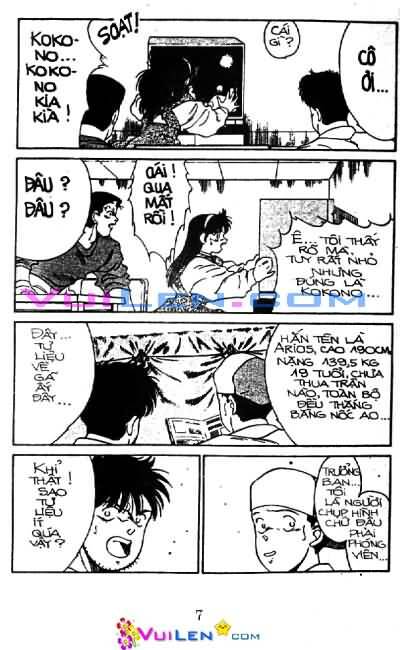 KOKO-
NO...
KOKO-
NO
KÌA
KÌA !
SOẠT!
CÁI
GÌ ?
CÔ
ƠI...
ĐÂU ?
ĐÂU ?
CÁI !
QUA
MẤT
RỒI !
Ê... TÔI THẤY
RÕ MÀ,
TUY RẤT NHỎ
NHƯNG
ĐÚNG LÀ
KOKONO...
VUILEN.COM
ĐÂY...
TƯ
LIỆU
VỀ
GÃ
ẤY
ĐÂY...
HẮN TÊN LÀ
ARIOS, CAO 190CM,
NẶNG 139,5 KG
19 TUỔI, CHƯA
THUA TRẬN
NÀO, TOÀN BỘ
ĐỀU THẮNG
BẰNG NỐC AO...
KHỈ
THẬT !
SAO
TƯ
LIỆU
ÍT
QÚA
VẬY ?
TRƯỞNG
BAN...
TÔI
LÀ NGƯỜI
CHỤP HÌNH
CHỨ ĐÂU
PHẢI
PHÓNG
VIÊN...
7
VUILEN.COM